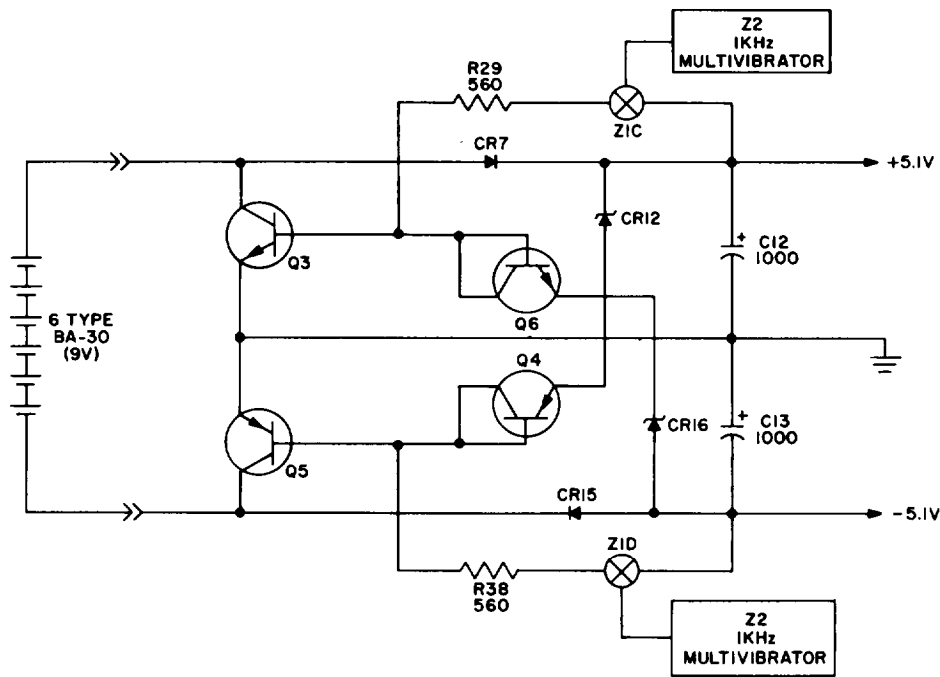 Z2
1KHz
MULTIVIBRATOR
R29
560
Z1C
CR7
+5.1V
CR12
+
C12
1000
Q3
Q6
6 TYPE
BA-30
(9V)
Q4
+
C13
1000
CR16
Q5
CR15
-5.1V
Z1D
R38
560
Z2
1KHz
MULTIVIBRATOR